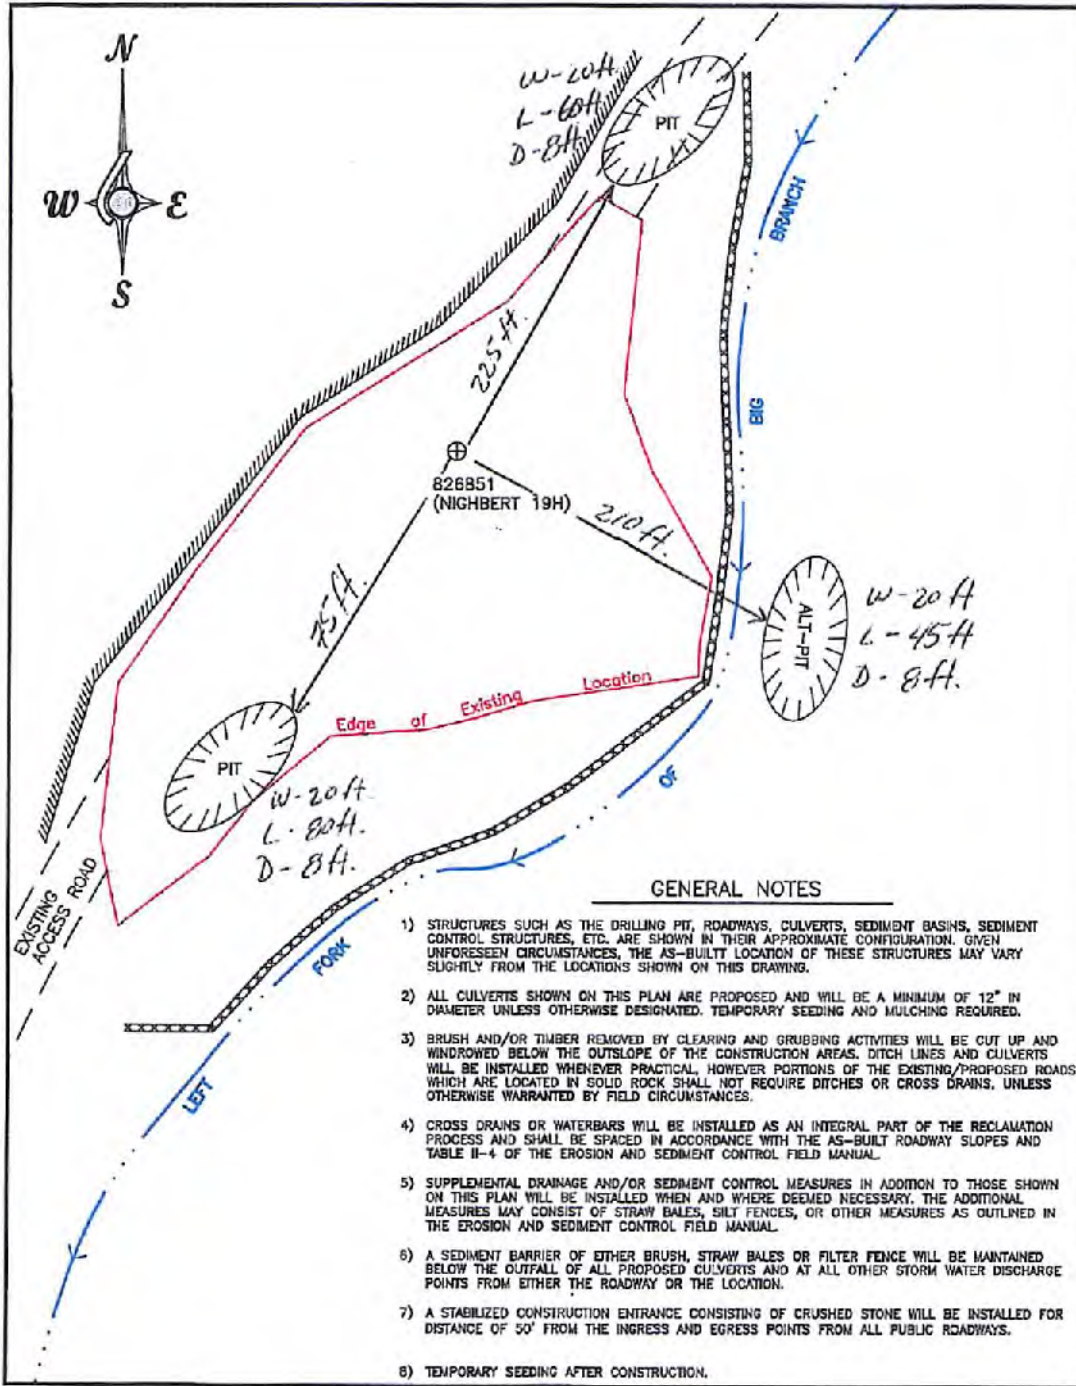 N
W E
S
W-20ft.
L-60ft
D-8ft
PIT
BRANCH
BIG
225 ft.
826851
(NIGHBERT 19H)
210 ft.
75 ft.
ALT-PIT
W-20 ft
L-45ft
D-8-ft.
Edge of Existing Location
PIT
W-20ft.
L-80ft.
D-8ft.
OF
FORK
LEFT
EXISTING
ACCESS ROAD
GENERAL NOTES
1) STRUCTURES SUCH AS THE DRILLING PIT, ROADWAYS, CULVERTS, SEDIMENT BASINS, SEDIMENT
CONTROL STRUCTURES, ETC. ARE SHOWN IN THEIR APPROXIMATE CONFIGURATION. GIVEN
UNFORESEEN CIRCUMSTANCES, THE AS-BUILTT LOCATION OF THESE STRUCTURES MAY VARY
SLIGHTLY FROM THE LOCATIONS SHOWN ON THIS DRAWING.
2) ALL CULVERTS SHOWN ON THIS PLAN ARE PROPOSED AND WILL BE A MINIMUM OF 12" IN
DIAMETER UNLESS OTHERWISE DESIGNATED. TEMPORARY SEEDING AND MULCHING REQUIRED.
3) BRUSH AND/OR TIMBER REMOVED BY CLEARING AND GRUBBING ACTIVITIES WILL BE CUT UP AND
WINDROWED BELOW THE OUTSLOPE OF THE CONSTRUCTION AREAS. DITCH LINES AND CULVERTS
WILL BE INSTALLED WHENEVER PRACTICAL, HOWEVER PORTIONS OF THE EXISTING/PROPOSED ROADS
WHICH ARE LOCATED IN SOLID ROCK SHALL NOT REQUIRE DITCHES OR CROSS DRAINS, UNLESS
OTHERWISE WARRANTED BY FIELD CIRCUMSTANCES.
4) CROSS DRAINS OR WATERBARS WILL BE INSTALLED AS AN INTEGRAL PART OF THE RECLAMATION
PROCESS AND SHALL BE SPACED IN ACCORDANCE WITH THE AS-BUILT ROADWAY SLOPES AND
TABLE II-4 OF THE EROSION AND SEDIMENT CONTROL FIELD MANUAL.
5) SUPPLEMENTAL DRAINAGE AND/OR SEDIMENT CONTROL MEASURES IN ADDITION TO THOSE SHOWN
ON THIS PLAN WILL BE INSTALLED WHEN AND WHERE DEEMED NECESSARY. THE ADDITIONAL
MEASURES MAY CONSIST OF STRAW BALES, SILT FENCES, OR OTHER MEASURES AS OUTLINED IN
THE EROSION AND SEDIMENT CONTROL FIELD MANUAL.
6) A SEDIMENT BARRIER OF EITHER BRUSH, STRAW BALES OR FILTER FENCE WILL BE MAINTAINED
BELOW THE OUTFALL OF ALL PROPOSED CULVERTS AND AT ALL OTHER STORM WATER DISCHARGE
POINTS FROM EITHER THE ROADWAY OR THE LOCATION.
7) A STABILIZED CONSTRUCTION ENTRANCE CONSISTING OF CRUSHED STONE WILL BE INSTALLED FOR
DISTANCE OF 50' FROM THE INGRESS AND EGRESS POINTS FROM ALL PUBLIC ROADWAYS.
8) TEMPORARY SEEDING AFTER CONSTRUCTION.